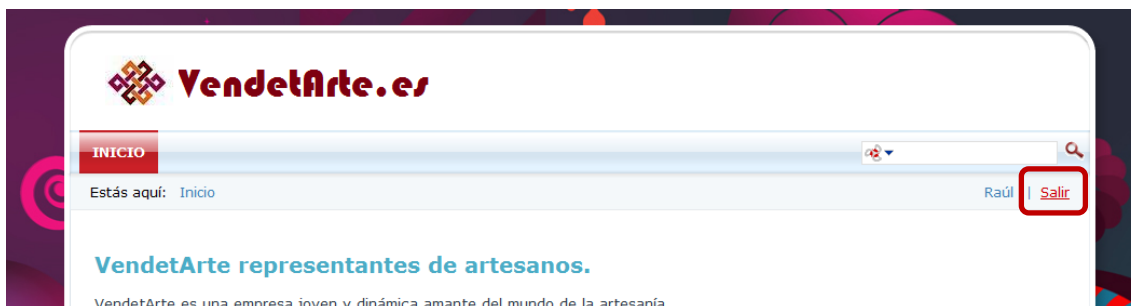 VendetArte.es
INICIO
Estás aquí: Inicio
Raúl | Salir
VendetArte representantes de artesanos.
VendetArte es una empresa joven y dinámica amante del mundo de la artesanía